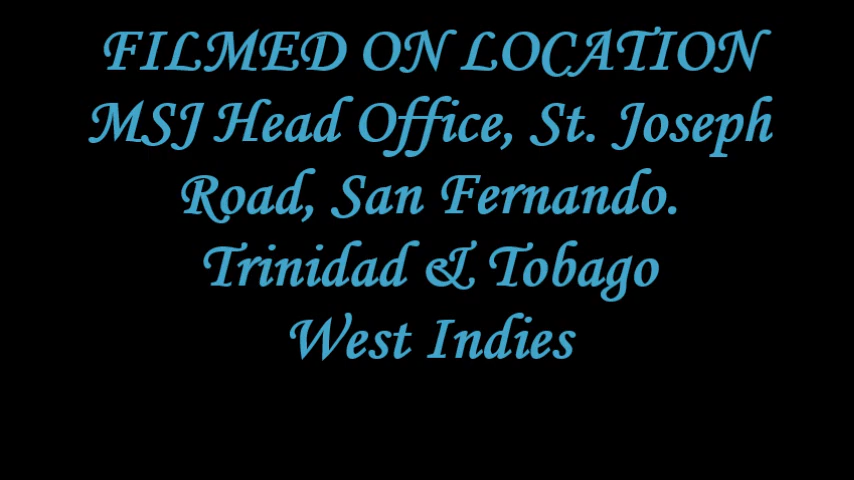 FILMED ON LOCATION
MSJ Head Office, St. Joseph
Road, San Fernando.
Trinidad & Tobago
West Indies